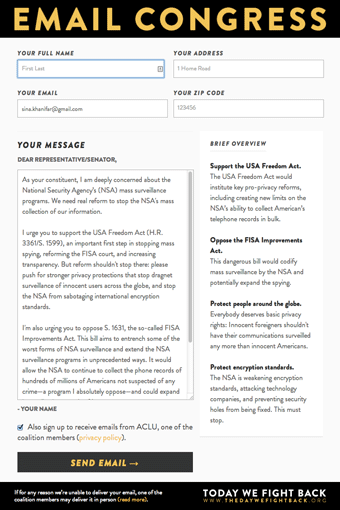 EMAIL CONGRESS
YOUR FULL NAME
YOUR ADDRESS
First Last
1 Home Road
YOUR EMAIL
YOUR ZIP CODE
sina.khanifar@gmail.com
123456
YOUR MESSAGE
DEAR REPRESENTATIVE/SENATOR,
As your constituent, I am deeply concerned about the
National Security Agency's (NSA) mass surveillance
programs. We need real reform to stop the NSA's mass
collection of our information.
I urge you to support the USA Freedom Act (H.R.
3361/S. 1599), an important first step in stopping mass
spying, reforming the FISA court, and increasing
transparency. But reform shouldn't stop there: please
push for stronger privacy protections that stop dragnet
surveillance of innocent users across the globe, and stop
the NSA from sabotaging international encryption
standards.
I'm also urging you to oppose S. 1631, the so-called FISA
Improvements Act. This bill aims to entrench some of the
worst forms of NSA surveillance and extend the NSA
surveillance programs in unprecedented ways. It would
allow the NSA to continue to collect the phone records of
hundreds of millions of Americans not suspected of any
crime—a program I absolutely oppose—and could expand
- YOUR NAME
Also sign up to receive emails from ACLU, one of the
coalition members (privacy policy).
SEND EMAIL →
BRIEF OVERVIEW
Support the USA Freedom Act.
The USA Freedom Act would
institute key pro-privacy reforms,
including creating new limits on the
NSA's ability to collect American's
telephone records in bulk.
Oppose the FISA Improvements
Act.
This dangerous bill would codify
mass surveillance by the NSA and
potentially expand the spying.
Protect people around the globe.
Everybody deserves basic privacy
rights: Innocent foreigners shouldn't
have their communications surveilled
any more than innocent Americans.
Protect encryption standards.
The NSA is weakening encryption
standards, attacking technology
companies, and preventing security
holes from being fixed. This must
stop.
If for any reason we're unable to deliver your email, one of the
coalition members may deliver it in person (read more).
TODAY WE FIGHT BACK
WWW.THEDAYWEFIGHTBACK.ORG